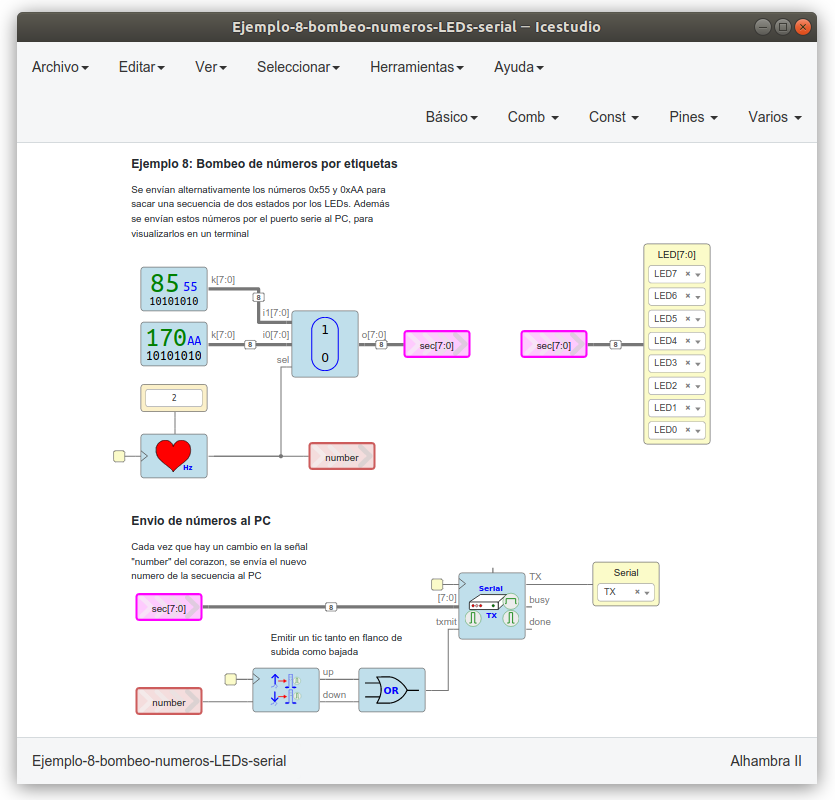 Ejemplo-8-bombeo-numeros-LEDs-serial — Icestudio
Archivo Editar Ver Seleccionar Herramientas Ayuda
Básico Comb Const Pines Varios
Ejemplo 8: Bombeo de números por etiquetas
Se envían alternativamente los números 0x55 y 0xAA para
sacar una secuencia de dos estados por los LEDs. Además
se envían estos números por el puerto serie al PC, para
visualizarlos en un terminal
85 55
10101010
k[7:0]
8
170 AA
10101010
k[7:0]
8
i1[7:0]
i0[7:0]
sel
1
0
o[7:0]
8
sec[7:0]
sec[7:0]
8
LED[7:0]
LED7
LED6
LED5
LED4
LED3
LED2
LED1
LED0
2
Hz
number
Envio de números al PC
Cada vez que hay un cambio en la señal
"number" del corazon, se envía el nuevo
numero de la secuencia al PC
sec[7:0]
8
[7:0]
txmit
Serial
TX
TX
busy
done
Serial
TX
Emitir un tic tanto en flanco de
subida como bajada
number
up
down
OR
Ejemplo-8-bombeo-numeros-LEDs-serial
Alhambra II